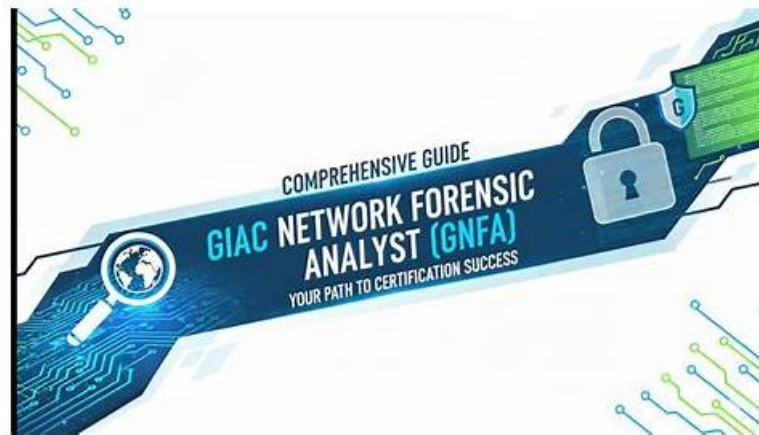 COMPREHENSIVE GUIDE
GIAC NETWORK FORENSIC
ANALYST (GNFA)
YOUR PATH TO CERTIFICATION SUCCESS
G